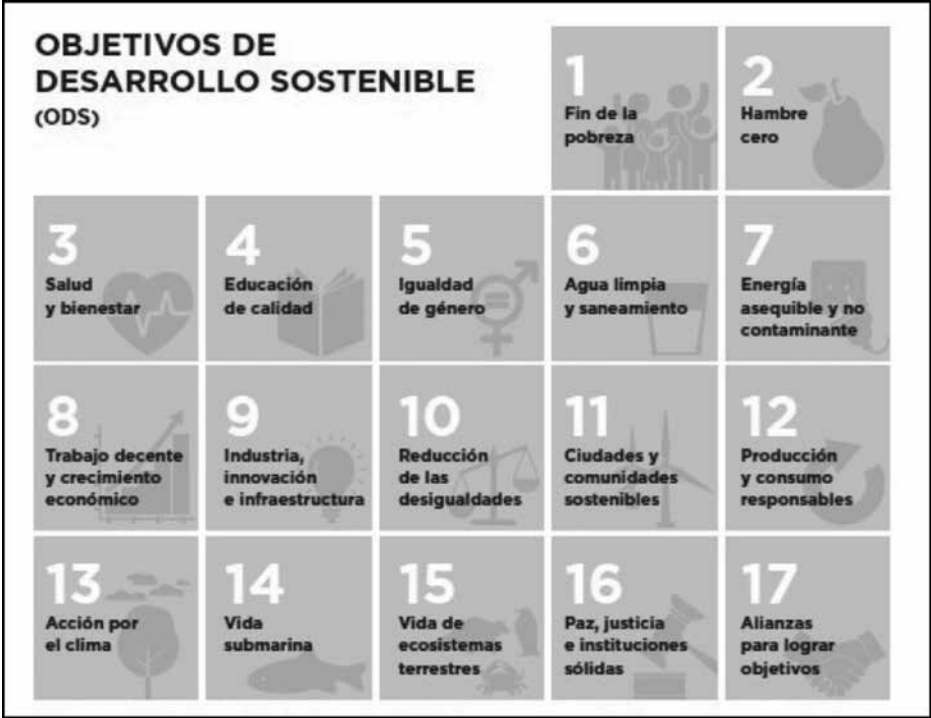 OBJETIVOS DE
DESARROLLO SOSTENIBLE
(ODS)
1
Fin de la
pobreza
2
Hambre
cero
3
Salud
y bienestar
4
Educación
de calidad
5
Igualdad
de género
6
Agua limpia
y saneamiento
7
Energía
asequible y no
contaminante
8
Trabajo decente
y crecimiento
económico
9
Industria,
innovación
e infraestructura
10
Reducción
de las
desigualdades
11
Ciudades y
comunidades
sostenibles
12
Producción
y consumo
responsables
13
Acción por
el clima
14
Vida
submarina
15
Vida de
ecosistemas
terrestres
16
Paz, justicia
e instituciones
sólidas
17
Alianzas
para lograr
objetivos